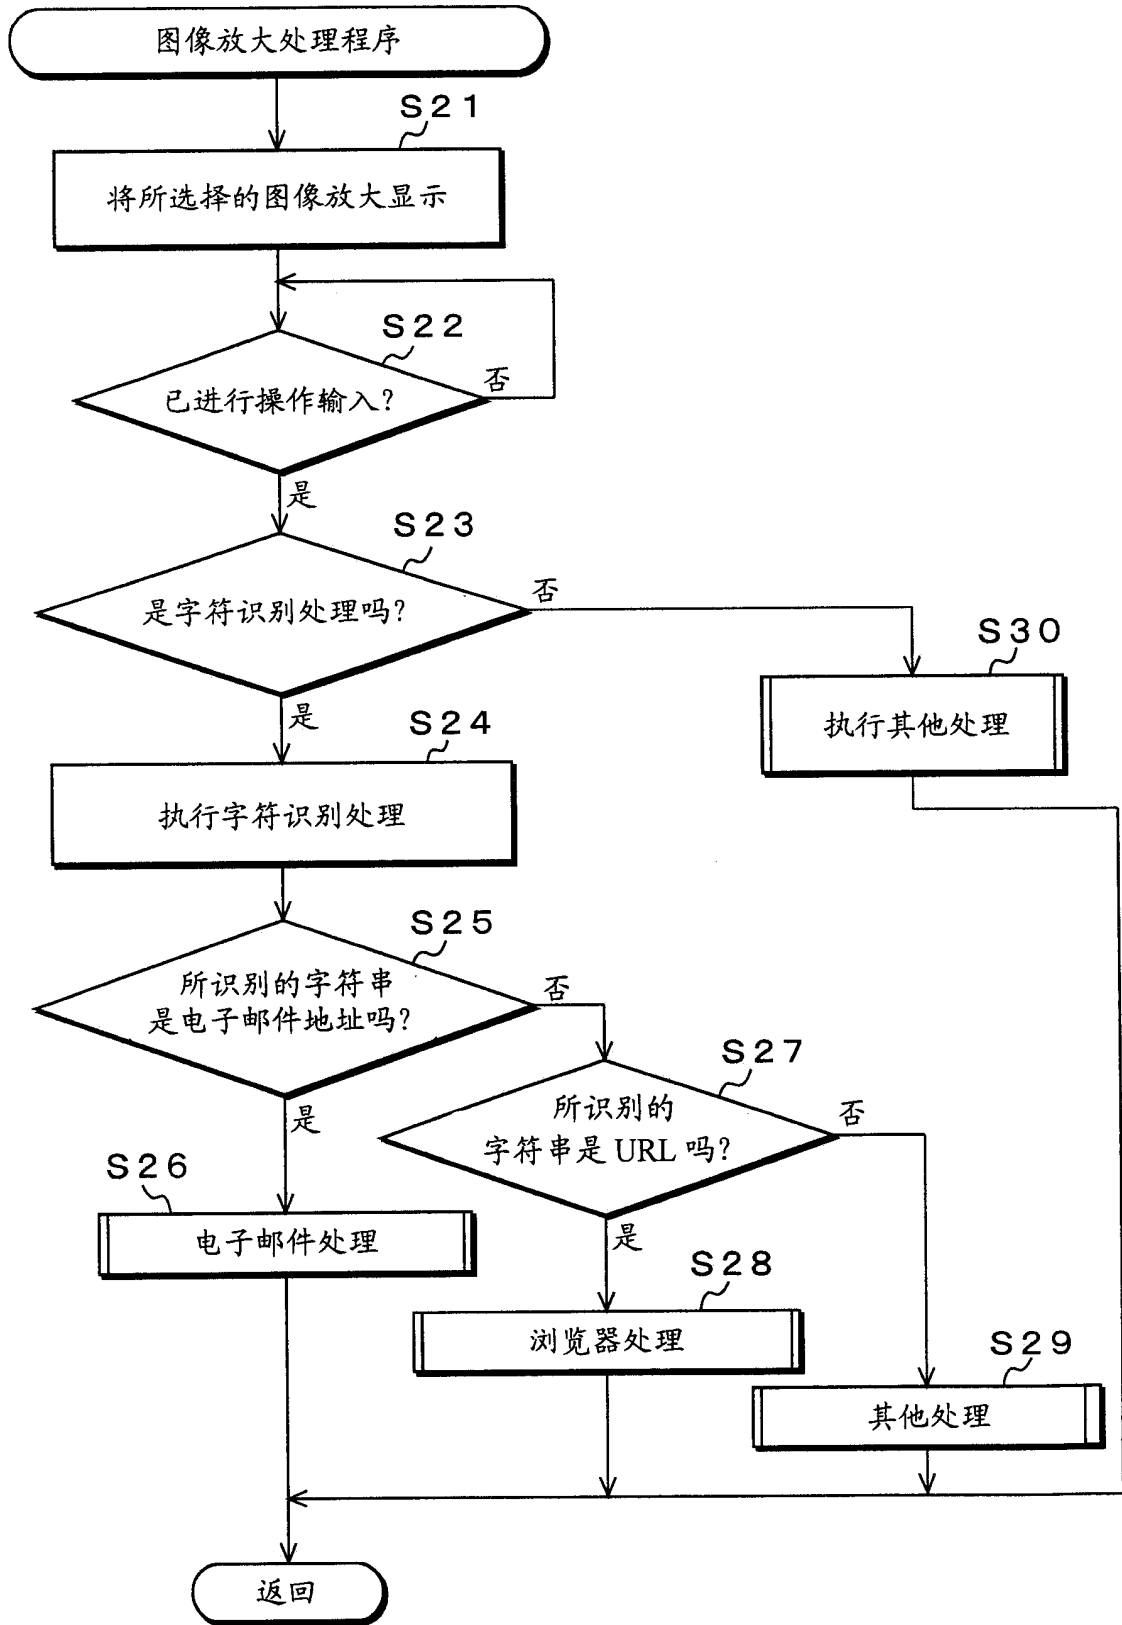 图像放大处理程序
S21
将所选择的图像放大显示
S22
已进行操作输入?
否
是
S23
是字符识别处理吗?
否
S30
执行其他处理
是
S24
执行字符识别处理
S25
所识别的字符串
是电子邮件地址吗?
否
S27
所识别的
字符串是 URL 吗?
否
是
S26
电子邮件处理
是
S28
浏览器处理
S29
其他处理
返回